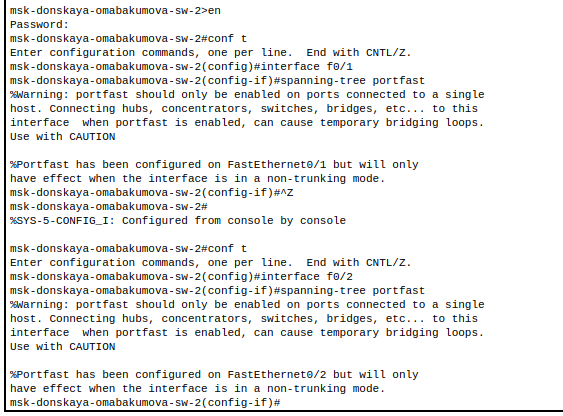 msk-donskaya-omabakumova-sw-2>en
Password:
msk-donskaya-omabakumova-sw-2#conf t
Enter configuration commands, one per line.  End with CNTL/Z.
msk-donskaya-omabakumova-sw-2(config)#interface f0/1
msk-donskaya-omabakumova-sw-2(config-if)#spanning-tree portfast
%Warning: portfast should only be enabled on ports connected to a single
host. Connecting hubs, concentrators, switches, bridges, etc... to this
interface  when portfast is enabled, can cause temporary bridging loops.
Use with CAUTION

%Portfast has been configured on FastEthernet0/1 but will only
have effect when the interface is in a non-trunking mode.
msk-donskaya-omabakumova-sw-2(config-if)#^Z
msk-donskaya-omabakumova-sw-2#
%SYS-5-CONFIG_I: Configured from console by console

msk-donskaya-omabakumova-sw-2#conf t
Enter configuration commands, one per line.  End with CNTL/Z.
msk-donskaya-omabakumova-sw-2(config)#interface f0/2
msk-donskaya-omabakumova-sw-2(config-if)#spanning-tree portfast
%Warning: portfast should only be enabled on ports connected to a single
host. Connecting hubs, concentrators, switches, bridges, etc... to this
interface  when portfast is enabled, can cause temporary bridging loops.
Use with CAUTION

%Portfast has been configured on FastEthernet0/2 but will only
have effect when the interface is in a non-trunking mode.
msk-donskaya-omabakumova-sw-2(config-if)#